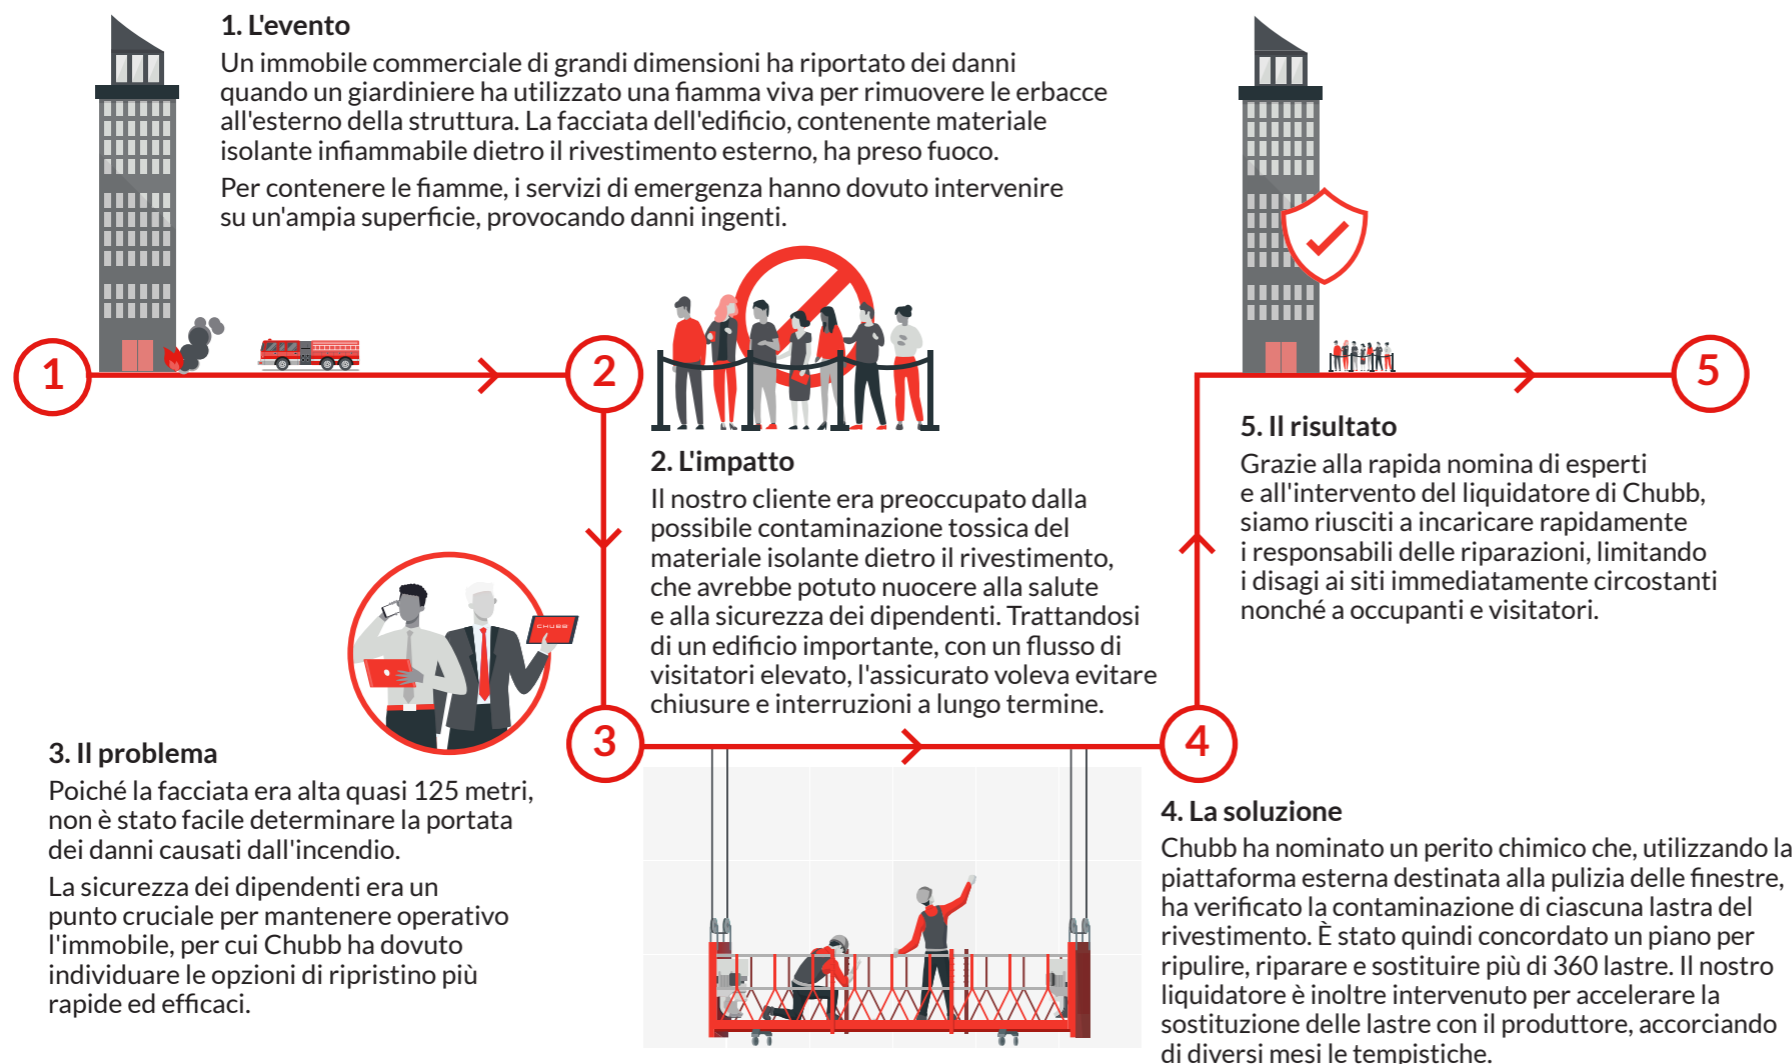 1. L'evento
Un immobile commerciale di grandi dimensioni ha riportato dei danni
quando un giardiniere ha utilizzato una fiamma viva per rimuovere le erbacce
all'esterno della struttura. La facciata dell'edificio, contenente materiale
isolante infiammabile dietro il rivestimento esterno, ha preso fuoco.
Per contenere le fiamme, i servizi di emergenza hanno dovuto intervenire
su un'ampia superficie, provocando danni ingenti.
1
2
2. L'impatto
Il nostro cliente era preoccupato dalla
possibile contaminazione tossica del
materiale isolante dietro il rivestimento,
che avrebbe potuto nuocere alla salute
e alla sicurezza dei dipendenti. Trattandosi
di un edificio importante, con un flusso di
visitatori elevato, l'assicurato voleva evitare
chiusure e interruzioni a lungo termine.
CHUBB
3
3. Il problema
Poiché la facciata era alta quasi 125 metri,
non è stato facile determinare la portata
dei danni causati dall'incendio.
La sicurezza dei dipendenti era un
punto cruciale per mantenere operativo
l'immobile, per cui Chubb ha dovuto
individuare le opzioni di ripristino più
rapide ed efficaci.
4
4. La soluzione
Chubb ha nominato un perito chimico che, utilizzando la
piattaforma esterna destinata alla pulizia delle finestre,
ha verificato la contaminazione di ciascuna lastra del
rivestimento. È stato quindi concordato un piano per
ripulire, riparare e sostituire più di 360 lastre. Il nostro
liquidatore è inoltre intervenuto per accelerare la
sostituzione delle lastre con il produttore, accorciando
di diversi mesi le tempistiche.
5
5. Il risultato
Grazie alla rapida nomina di esperti
e all'intervento del liquidatore di Chubb,
siamo riusciti a incaricare rapidamente
i responsabili delle riparazioni, limitando
i disagi ai siti immediatamente circostanti
nonché a occupanti e visitatori.